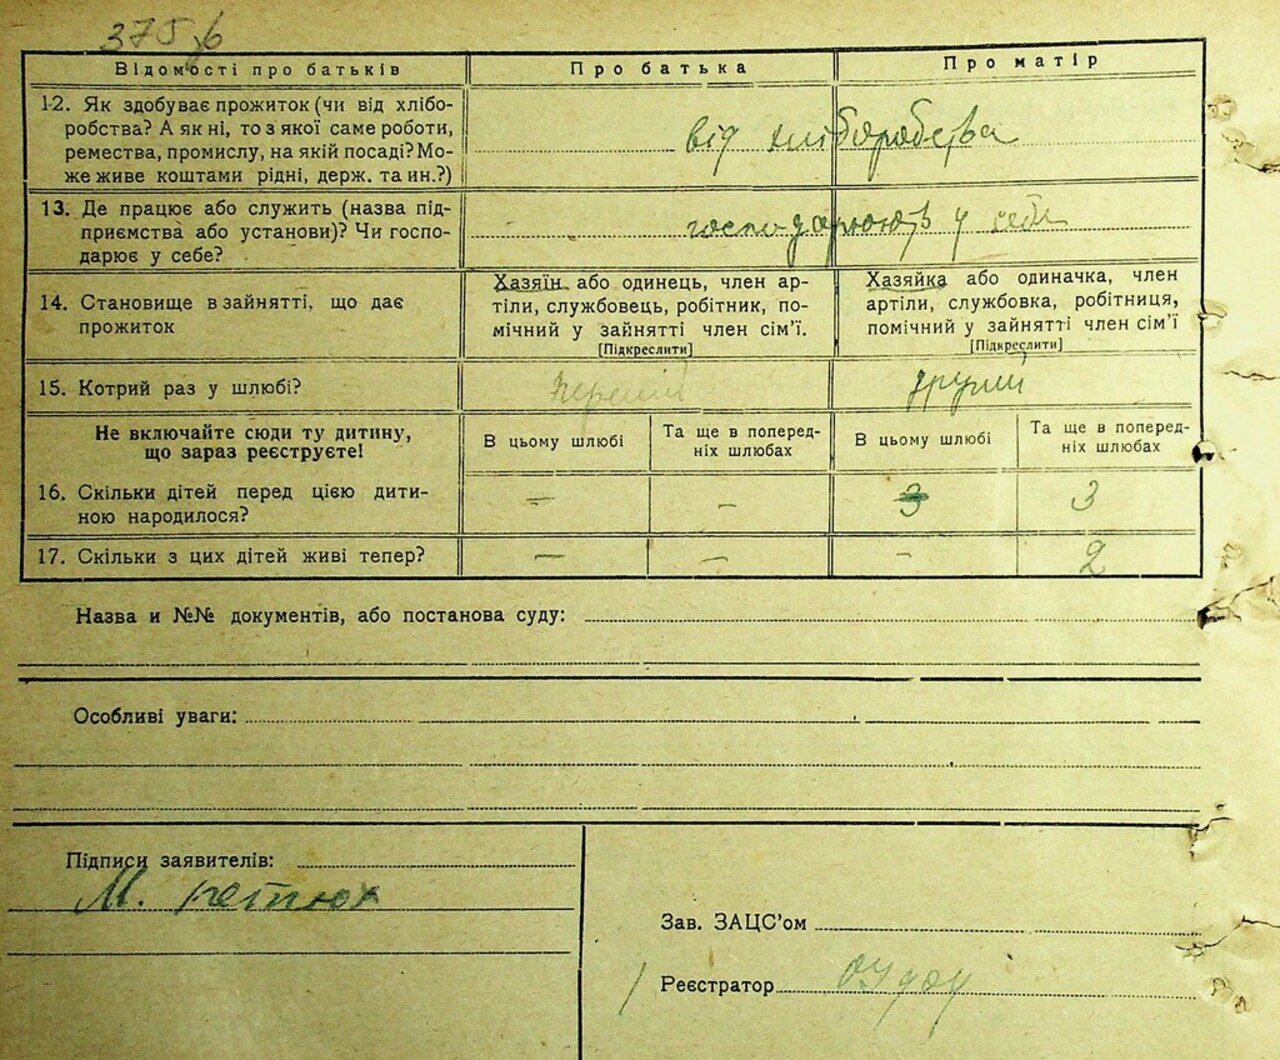 375
Відомості про батьків
Про батька
Про матір
12. Як здобуває прожиток (чи від хлібо-
робства? А як ні, то з якої саме роботи,
ремества, промислу, на якій посаді? Мо-
же живе коштами рідні, держ. та ин.?)
від хліборобства
13. Де працює або служить (назва під-
приємства або установи)? Чи госпо-
дарює у себе?
господарюють у себе
14. Становище в зайнятті, що дає
прожиток
Хазяїн або одинець, член ар-
тіли, службовець, робітник, по-
мічний у зайнятті член сім’ї.
[Підкреслити]
Хазяйка або одиначка, член
артіли, службовка, робітниця,
помічний у зайнятті член сім’ї
[Підкреслити]
15. Котрий раз у шлюбі?
перший
другий
Не включайте сюди ту дитину,
що зараз реєструєте!
В цьому шлюбі
Та ще в поперед-
ніх шлюбах
В цьому шлюбі
Та ще в поперед-
ніх шлюбах
16. Скільки дітей перед цією дити-
ною народилося?
— — 3 3
17. Скільки з цих дітей живі тепер?
— — — 2
Назва и №№ документів, або постанова суду:
Особливі уваги:
Підписи заявителів:
М.
Зав. ЗАЦС’ом
Реєстратор